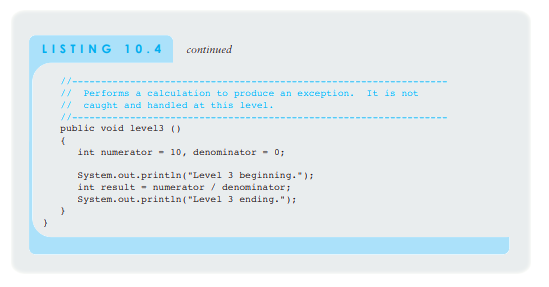 LISTING 10.4 continued
//-----------------------------------------------------------------
//  Performs a calculation to produce an exception.  It is not
//  caught and handled at this level.
//-----------------------------------------------------------------
public void level3 ()
{
   int numerator = 10, denominator = 0;
   System.out.println("Level 3 beginning.");
   int result = numerator / denominator;
   System.out.println("Level 3 ending.");
}
}